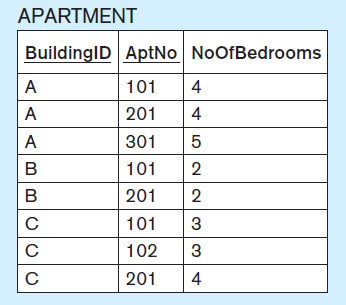 APARTMENT
BuildingID AptNo NoOfBedrooms
A 101 4
A 201 4
A 301 5
B 101 2
B 201 2
C 101 3
C 102 3
C 201 4